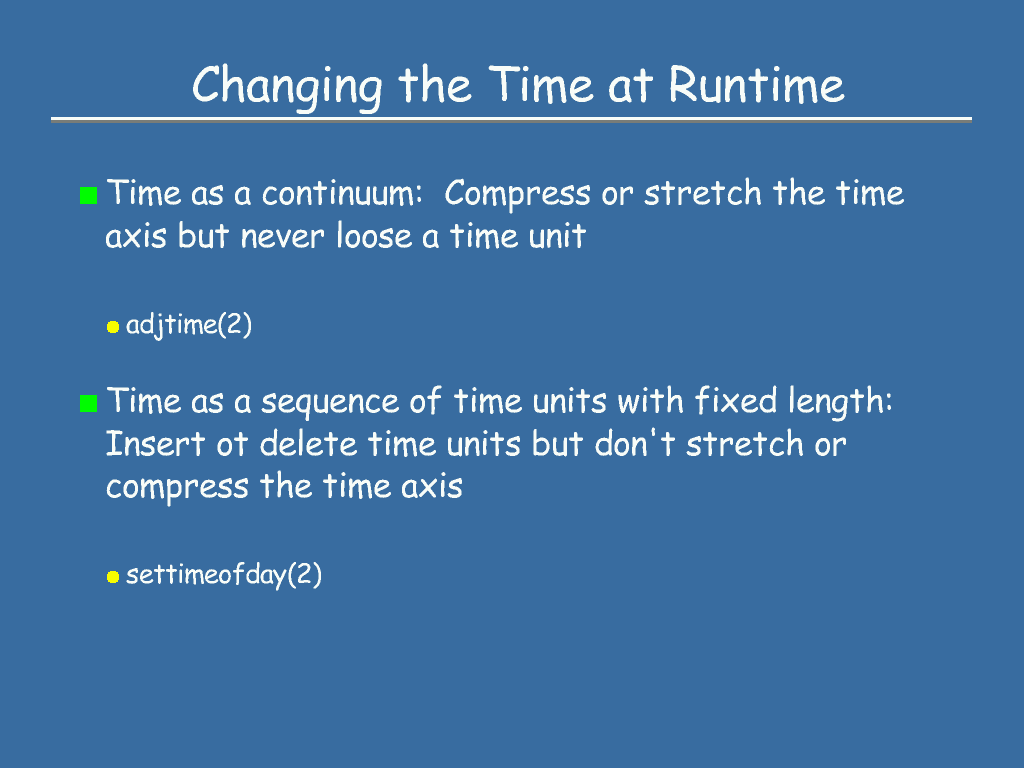 Changing the Time at Runtime
Time as a continuum:  Compress or stretch the time
axis but never loose a time unit
adjtime(2)
Time as a sequence of time units with fixed length:
Insert ot delete time units but don't stretch or
compress the time axis
settimeofday(2)